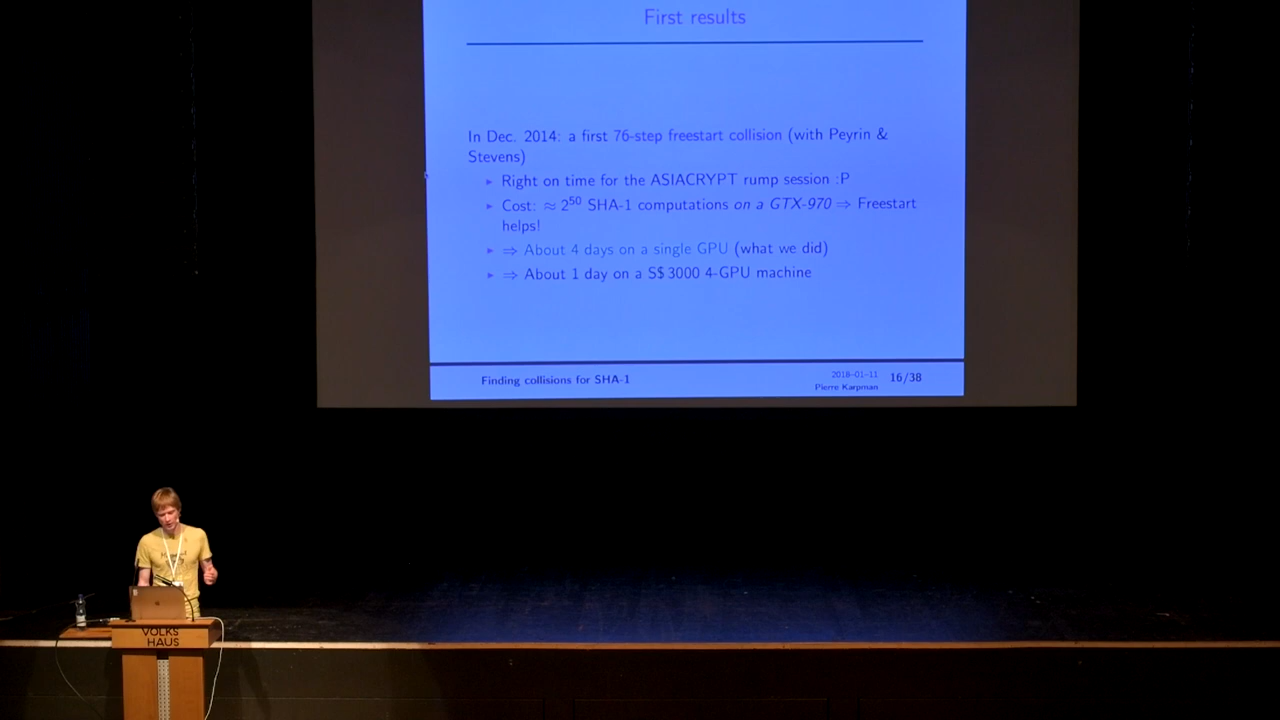 First results
In Dec. 2014: a first 76-step freestart collision (with Peyrin &
Stevens)
▸ Right on time for the ASIACRYPT rump session :P
▸ Cost: ≈ 2⁵⁰ SHA-1 computations on a GTX-970 ⇒ Freestart
helps!
▸ ⇒ About 4 days on a single GPU (what we did)
▸ ⇒ About 1 day on a S$ 3000 4-GPU machine
Finding collisions for SHA-1
2018–01–11
Pierre Karpman
16/38
VOLKS
HAUS